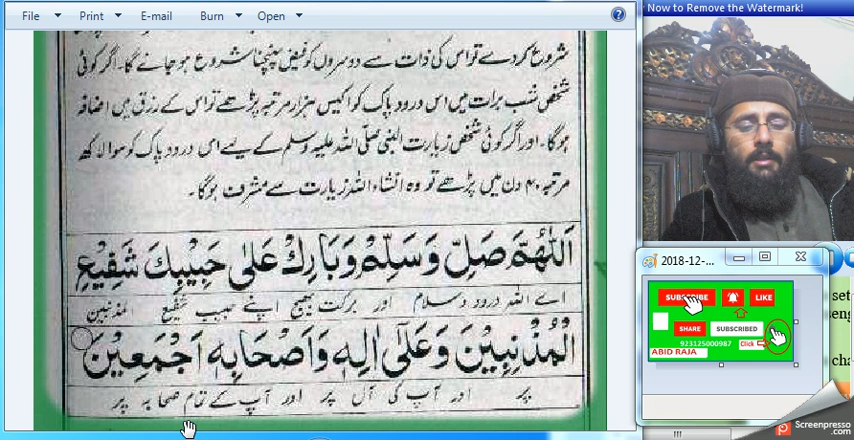 File Print E-mail Burn Open
Now to Remove the Watermark!
شروع کردے تو اس کی ذات سے دوسروں کو فیض پہنچنا شروع ہو جائے گا۔ اگر کوئی
شخص شب برات میں اس درود پاک کو اکیس ہزار مرتبہ پڑھے تو اس کے رزق میں اضافہ
ہوگا۔ اور اگر کوئی شخص زیارت النبی صلی اللہ علیہ وسلم کے لیے اس درود پاک کو سوا لاکھ
مرتبہ ۴۰ دن میں پڑھے تو وہ انشاء اللہ زیارت سے مشرف ہوگا۔
اَللّٰهُمَّ صَلِّ وَسَلِّمْ وَبَارِكْ عَلٰى حَبِيْبِكَ شَفِيْعِ
اے اللہ درود و سلام اور برکت بھیج اپنے حبیب شفیع المذنبین
الْمُذْنِبِيْنَ وَعَلٰٓى اٰلِهٖ وَاَصْحَابِهٖ اَجْمَعِيْنَ
پر اور آپ کی آل پر اور آپ کے تمام صحابہ پر
2018-12-...
SUBSCRIBE LIKE
SHARE SUBSCRIBED
923125000987 Click
ABID RAJA
Screenpresso
.com